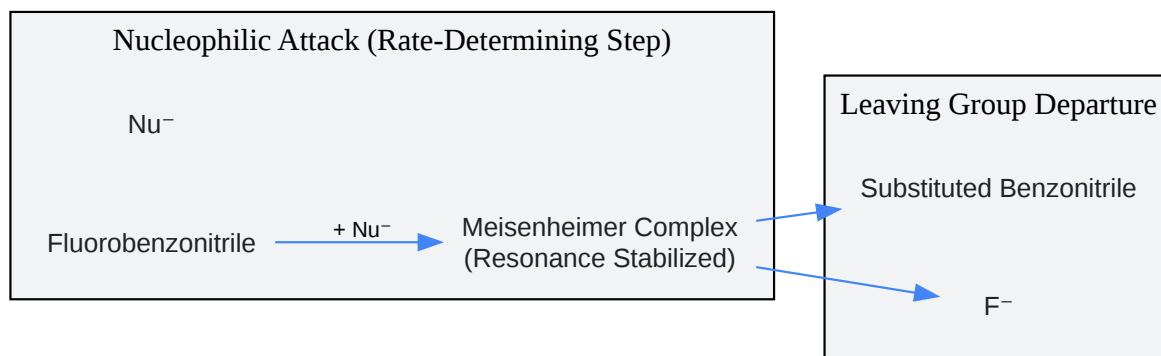 Nucleophilic Attack (Rate-Determining Step)
Nu⁻
Fluorobenzonitrile
+ Nu⁻
Meisenheimer Complex
(Resonance Stabilized)
Leaving Group Departure
Substituted Benzonitrile
F⁻